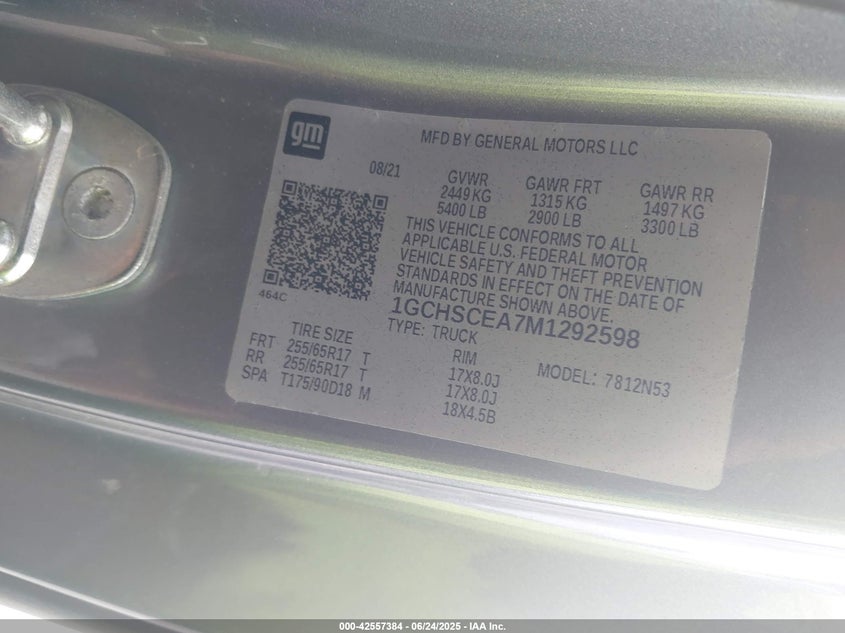 gm
MFD BY GENERAL MOTORS LLC
08/21
GVWR GAWR FRT GAWR RR
2449 KG 1315 KG 1497 KG
5400 LB 2900 LB 3300 LB
THIS VEHICLE CONFORMS TO ALL
APPLICABLE U.S. FEDERAL MOTOR
VEHICLE SAFETY AND THEFT PREVENTION
STANDARDS IN EFFECT ON THE DATE OF
MANUFACTURE SHOWN ABOVE.
464C
1GCHSCEA7M1292598
TYPE: TRUCK
TIRE SIZE RIM MODEL: 7812N53
FRT 255/65R17 T 17X8.0J
RR 255/65R17 T 17X8.0J
SPA T175/90D18 M 18X4.5B
000-42557384 - 06/24/2025 - IAA Inc.